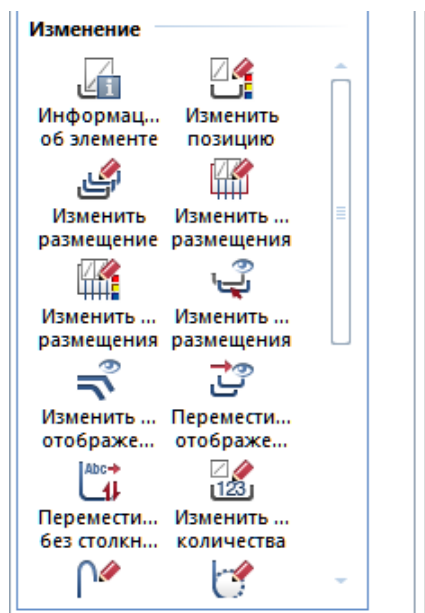 Изменение
Информац... Изменить
об элементе позицию
Изменить Изменить ...
размещение размещения
Изменить ... Изменить ...
размещения размещения
Изменить ... Перемести...
отображе... отображе...
Abc
123
Перемести... Изменить ...
без столкн... количества